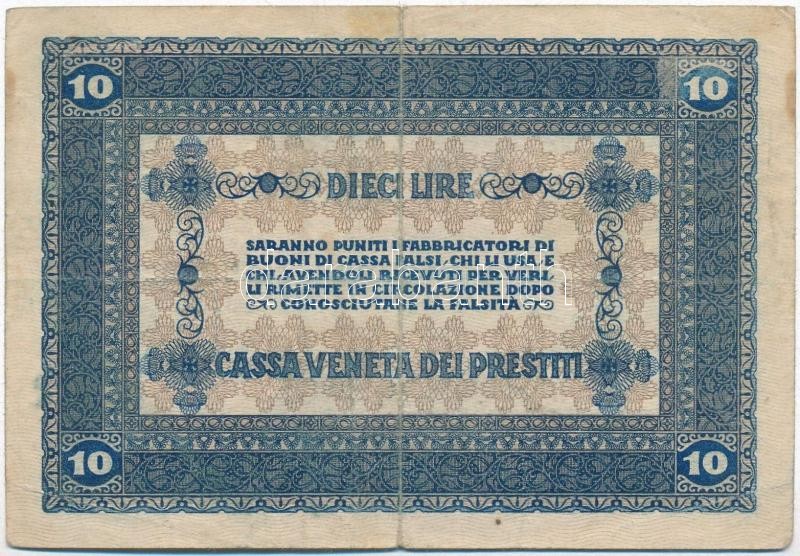 10 10
DIECI LIRE
SARANNO PUNITI I FABBRICATORI DI
BUONI DI CASSA FALSI, CHI LI USA E
CHI, AVENDOLI RICEVUTI PER VERI,
LI RIMETTE IN CIRCOLAZIONE DOPO
CONOSCIUTANE LA FALSITÀ
CASSA VENETA DEI PRESTITI
10 10